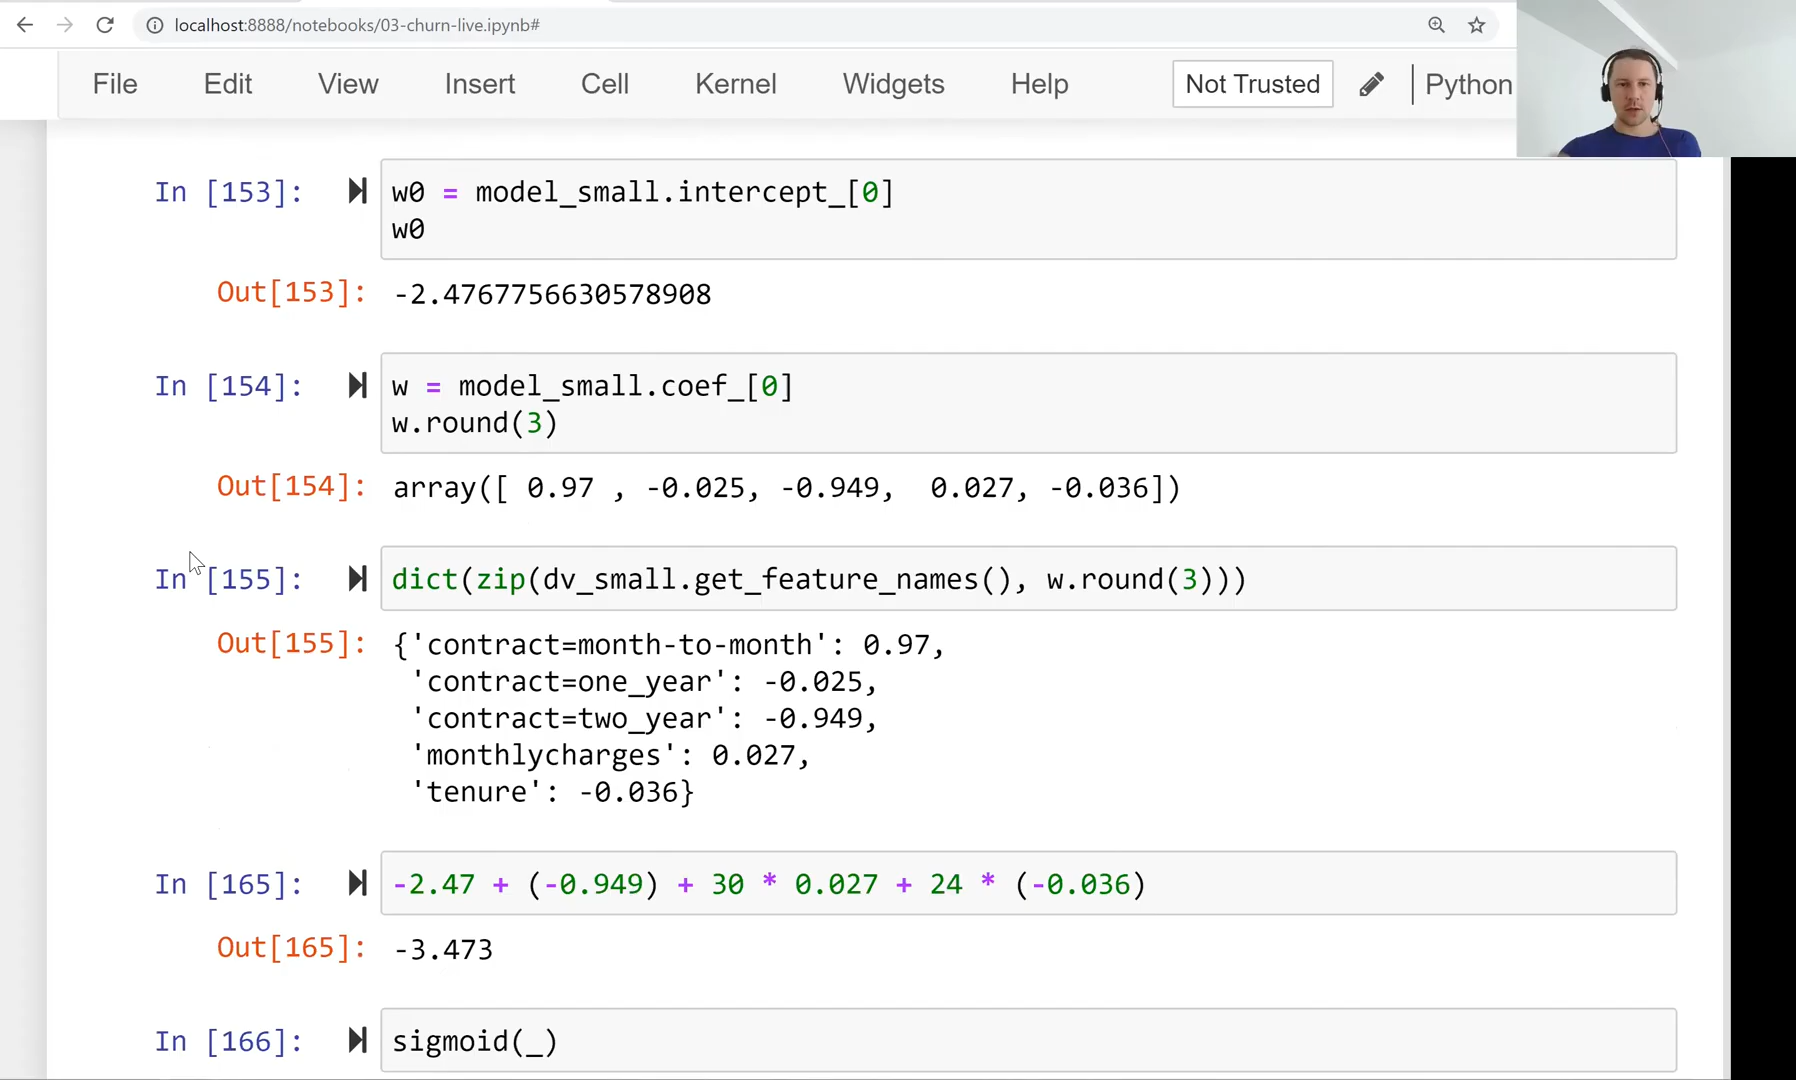 localhost:8888/notebooks/03-churn-live.ipynb#
File Edit View Insert Cell Kernel Widgets Help Not Trusted Python
In [153]: w0 = model_small.intercept_[0]
w0
Out[153]: -2.4767756630578908
In [154]: w = model_small.coef_[0]
w.round(3)
Out[154]: array([ 0.97 , -0.025, -0.949,  0.027, -0.036])
In [155]: dict(zip(dv_small.get_feature_names(), w.round(3)))
Out[155]: {'contract=month-to-month': 0.97,
'contract=one_year': -0.025,
'contract=two_year': -0.949,
'monthlycharges': 0.027,
'tenure': -0.036}
In [165]: -2.47 + (-0.949) + 30 * 0.027 + 24 * (-0.036)
Out[165]: -3.473
In [166]: sigmoid(_)